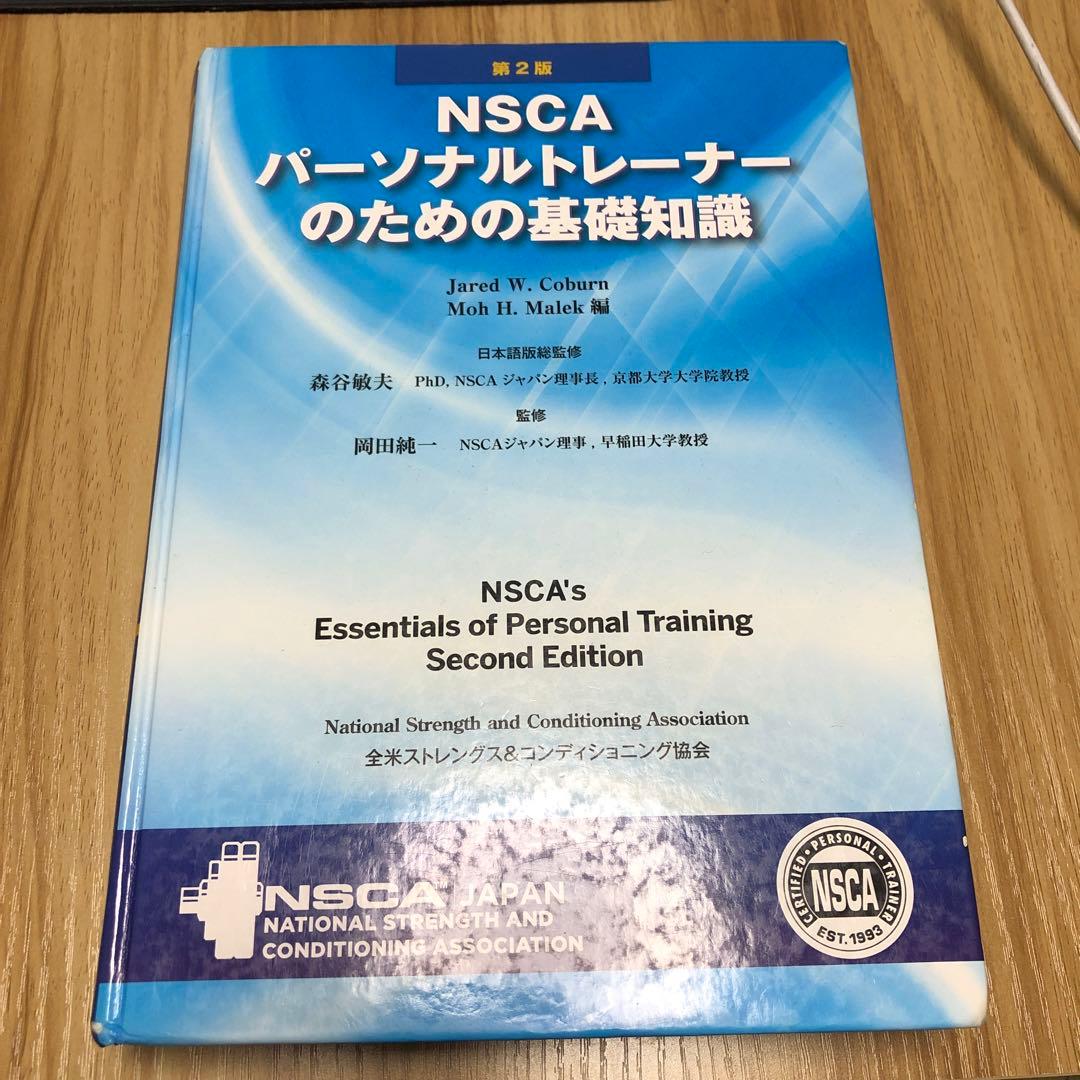 第2版
NSCA
パーソナルトレーナー
のための基礎知識
Jared W. Coburn
Moh H. Malek 編
日本語版総監修
森谷敏夫 PhD, NSCA ジャパン理事長 , 京都大学大学院教授
監修
岡田純一 NSCAジャパン理事 , 早稲田大学教授
NSCA's
Essentials of Personal Training
Second Edition
National Strength and Conditioning Association
全米ストレングス&コンディショニング協会
NSCA JAPAN
NATIONAL STRENGTH AND
CONDITIONING ASSOCIATION
CERTIFIED・PERSONAL・TRAINER
NSCA
EST.1993